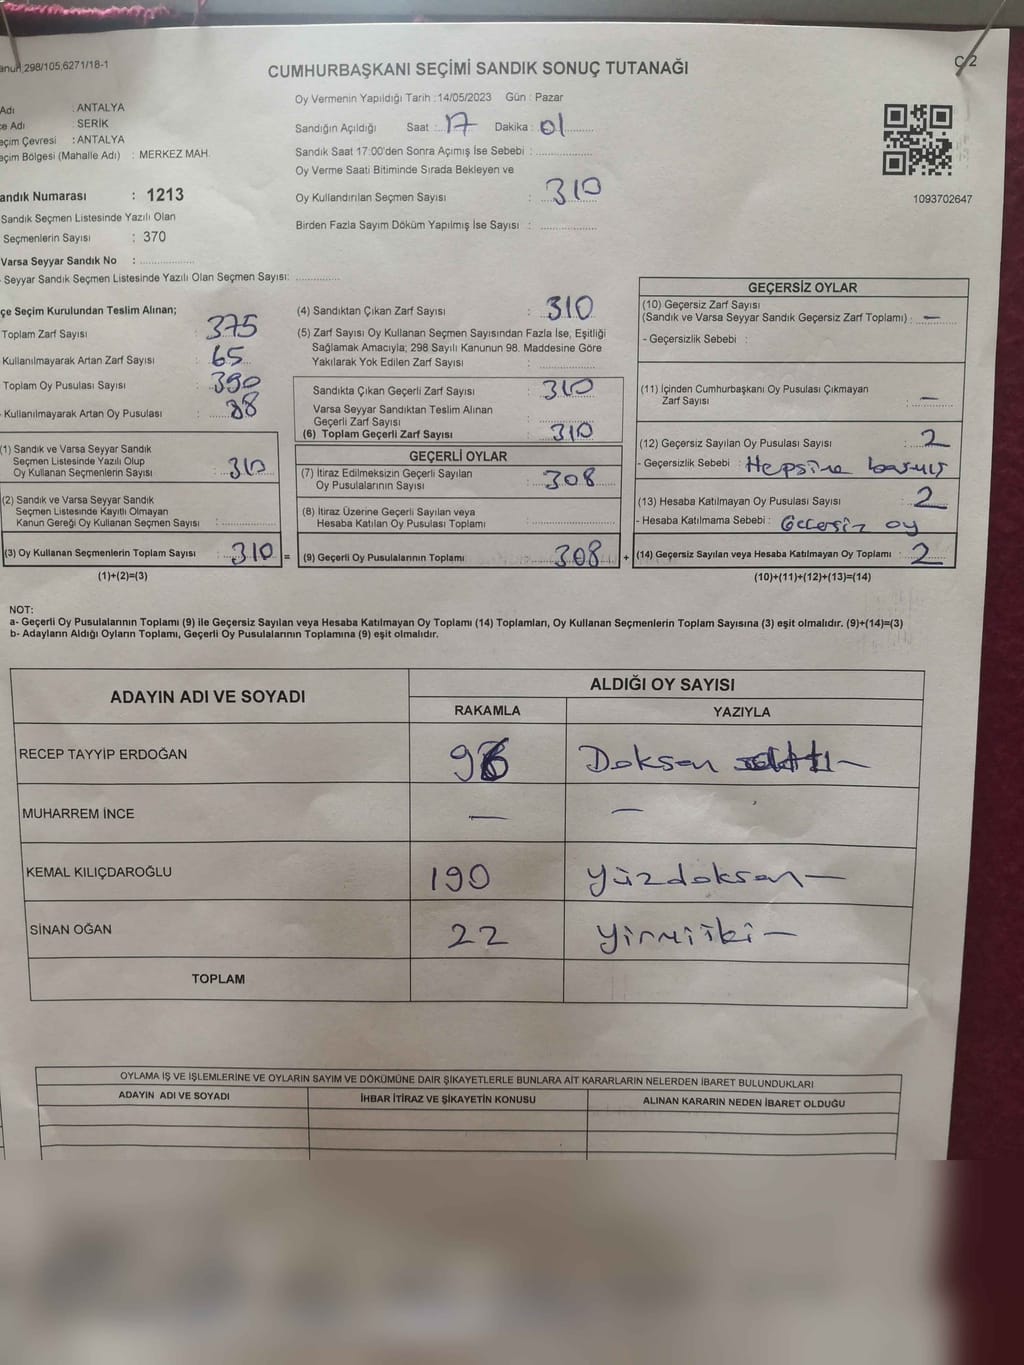 298/105,6271/18-1
C 2
CUMHURBAŞKANI SEÇİMİ SANDIK SONUÇ TUTANAĞI
Adı : ANTALYA
çe Adı : SERİK
eçim Çevresi : ANTALYA
eçim Bölgesi (Mahalle Adı) : MERKEZ MAH.
andık Numarası : 1213
Sandık Seçmen Listesinde Yazılı Olan
Seçmenlerin Sayısı : 370
Varsa Seyyar Sandık No :
- Seyyar Sandık Seçmen Listesinde Yazılı Olan Seçmen Sayısı:
Oy Vermenin Yapıldığı Tarih : 14/05/2023 Gün : Pazar
Sandığın Açıldığı Saat : 17 Dakika : 01
Sandık Saat 17:00'den Sonra Açımış İse Sebebi :
Oy Verme Saati Bitiminde Sırada Bekleyen ve
Oy Kullandırılan Seçmen Sayısı : 310
Birden Fazla Sayım Döküm Yapılmış İse Sayısı :
1093702647
çe Seçim Kurulundan Teslim Alınan;
Toplam Zarf Sayısı : 375
Kullanılmayarak Artan Zarf Sayısı : 65
Toplam Oy Pusulası Sayısı : 390
- Kullanılmayarak Artan Oy Pusulası :
(1) Sandık ve Varsa Seyyar Sandık
Seçmen Listesinde Yazılı Olup
Oy Kullanan Seçmenlerin Sayısı : 310
(2) Sandık ve Varsa Seyyar Sandık
Seçmen Listesinde Kayıtlı Olmayan
Kanun Gereği Oy Kullanan Seçmen Sayısı :
(3) Oy Kullanan Seçmenlerin Toplam Sayısı : 310 =
(1)+(2)=(3)
(4) Sandıktan Çıkan Zarf Sayısı : 310
(5) Zarf Sayısı Oy Kullanan Seçmen Sayısından Fazla İse, Eşitliği
Sağlamak Amacıyla; 298 Sayılı Kanunun 98. Maddesine Göre
Yakılarak Yok Edilen Zarf Sayısı :
Sandıkta Çıkan Geçerli Zarf Sayısı : 310
Varsa Seyyar Sandıktan Teslim Alınan
Geçerli Zarf Sayısı :
(6) Toplam Geçerli Zarf Sayısı : 310
GEÇERLİ OYLAR
(7) İtiraz Edilmeksizin Geçerli Sayılan
Oy Pusulalarının Sayısı : 308
(8) İtiraz Üzerine Geçerli Sayılan veya
Hesaba Katılan Oy Pusulası Toplamı :
(9) Geçerli Oy Pusulalarının Toplamı : 308 +
GEÇERSİZ OYLAR
(10) Geçersiz Zarf Sayısı
(Sandık ve Varsa Seyyar Sandık Geçersiz Zarf Toplamı) : —
- Geçersizlik Sebebi :
(11) İçinden Cumhurbaşkanı Oy Pusulası Çıkmayan
Zarf Sayısı : —
(12) Geçersiz Sayılan Oy Pusulası Sayısı : 2
- Geçersizlik Sebebi : Hepsine
(13) Hesaba Katılmayan Oy Pusulası Sayısı : 2
- Hesaba Katılmama Sebebi : Gecersiz oy
(14) Geçersiz Sayılan veya Hesaba Katılmayan Oy Toplamı : 2
(10)+(11)+(12)+(13)=(14)
NOT:
a- Geçerli Oy Pusulalarının Toplamı (9) ile Geçersiz Sayılan veya Hesaba Katılmayan Oy Toplamı (14) Toplamları, Oy Kullanan Seçmenlerin Toplam Sayısına (3) eşit olmalıdır. (9)+(14)=(3)
b- Adayların Aldığı Oyların Toplamı, Geçerli Oy Pusulalarının Toplamına (9) eşit olmalıdır.
ADAYIN ADI VE SOYADI
ALDIĞI OY SAYISI
RAKAMLA YAZIYLA
RECEP TAYYİP ERDOĞAN 96 Doksan altı —
MUHARREM İNCE — —
KEMAL KILIÇDAROĞLU 190 Yüzdoksan —
SİNAN OĞAN 22 Yirmiiki —
TOPLAM
OYLAMA İŞ VE İŞLEMLERİNE VE OYLARIN SAYIM VE DÖKÜMÜNE DAİR ŞİKAYETLERLE BUNLARA AİT KARARLARIN NELERDEN İBARET BULUNDUKLARI
ADAYIN ADI VE SOYADI İHBAR İTİRAZ VE ŞİKAYETİN KONUSU ALINAN KARARIN NEDEN İBARET OLDUĞU